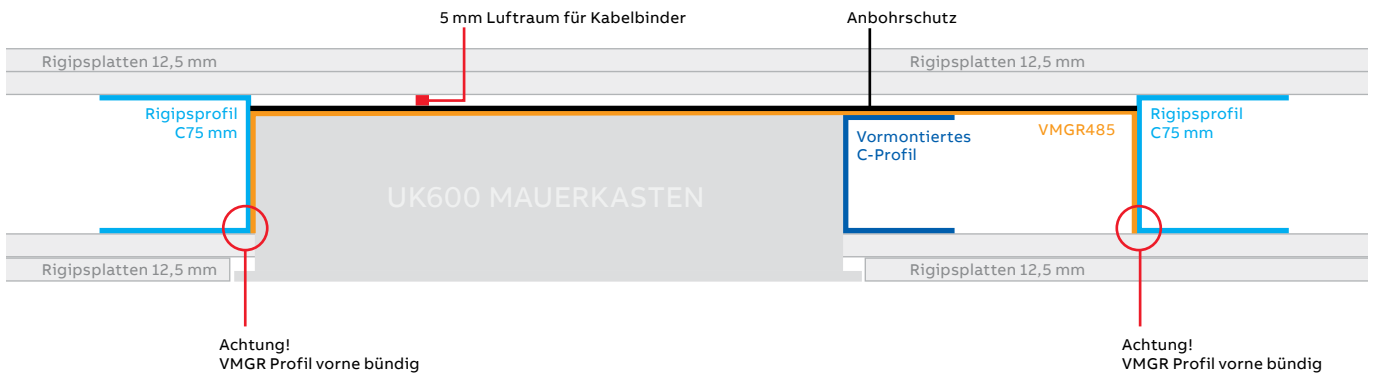 5 mm Luftraum für Kabelbinder
Anbohrschutz
Rigipsplatten 12,5 mm
Rigipsplatten 12,5 mm
Rigipsprofil
C75 mm
Vormontiertes
C-Profil
VMGR485
Rigipsprofil
C75 mm
UK600 MAUERKASTEN
Rigipsplatten 12,5 mm
Rigipsplatten 12,5 mm
Achtung!
VMGR Profil vorne bündig
Achtung!
VMGR Profil vorne bündig